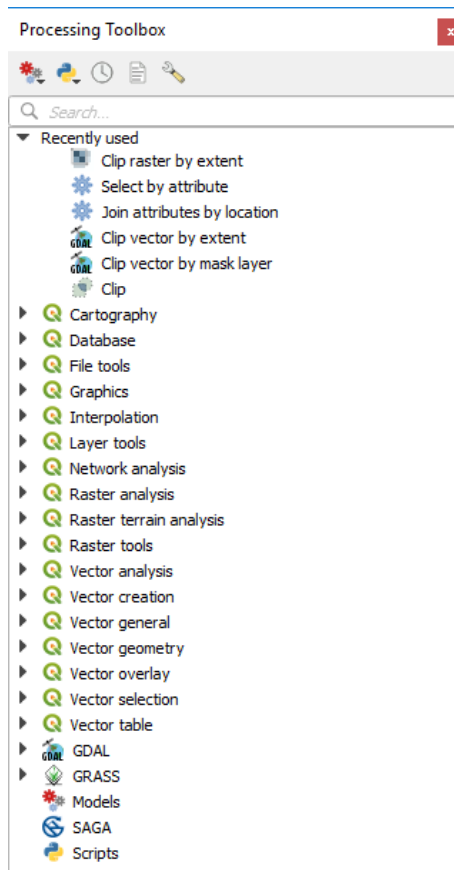 Processing Toolbox
Search...
Recently used
Clip raster by extent
Select by attribute
Join attributes by location
GDAL Clip vector by extent
GDAL Clip vector by mask layer
Clip
Cartography
Database
File tools
Graphics
Interpolation
Layer tools
Network analysis
Raster analysis
Raster terrain analysis
Raster tools
Vector analysis
Vector creation
Vector general
Vector geometry
Vector overlay
Vector selection
Vector table
GDAL GDAL
GRASS
Models
SAGA
Scripts